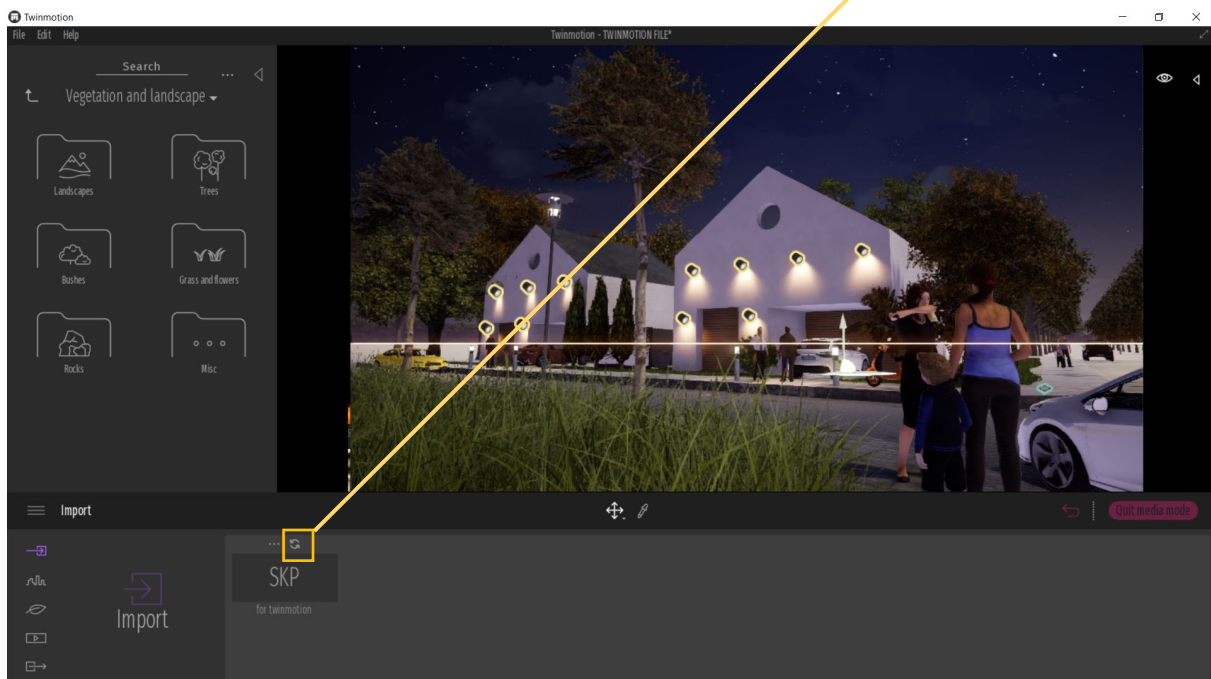 Twinmotion
File Edit Help
Twinmotion - TWINMOTION FILE*
Search
...
Vegetation and landscape
Landscapes
Trees
Bushes
Grass and flowers
Rocks
Misc
Import
Quit media mode
...
SKP
Import
for twinmotion